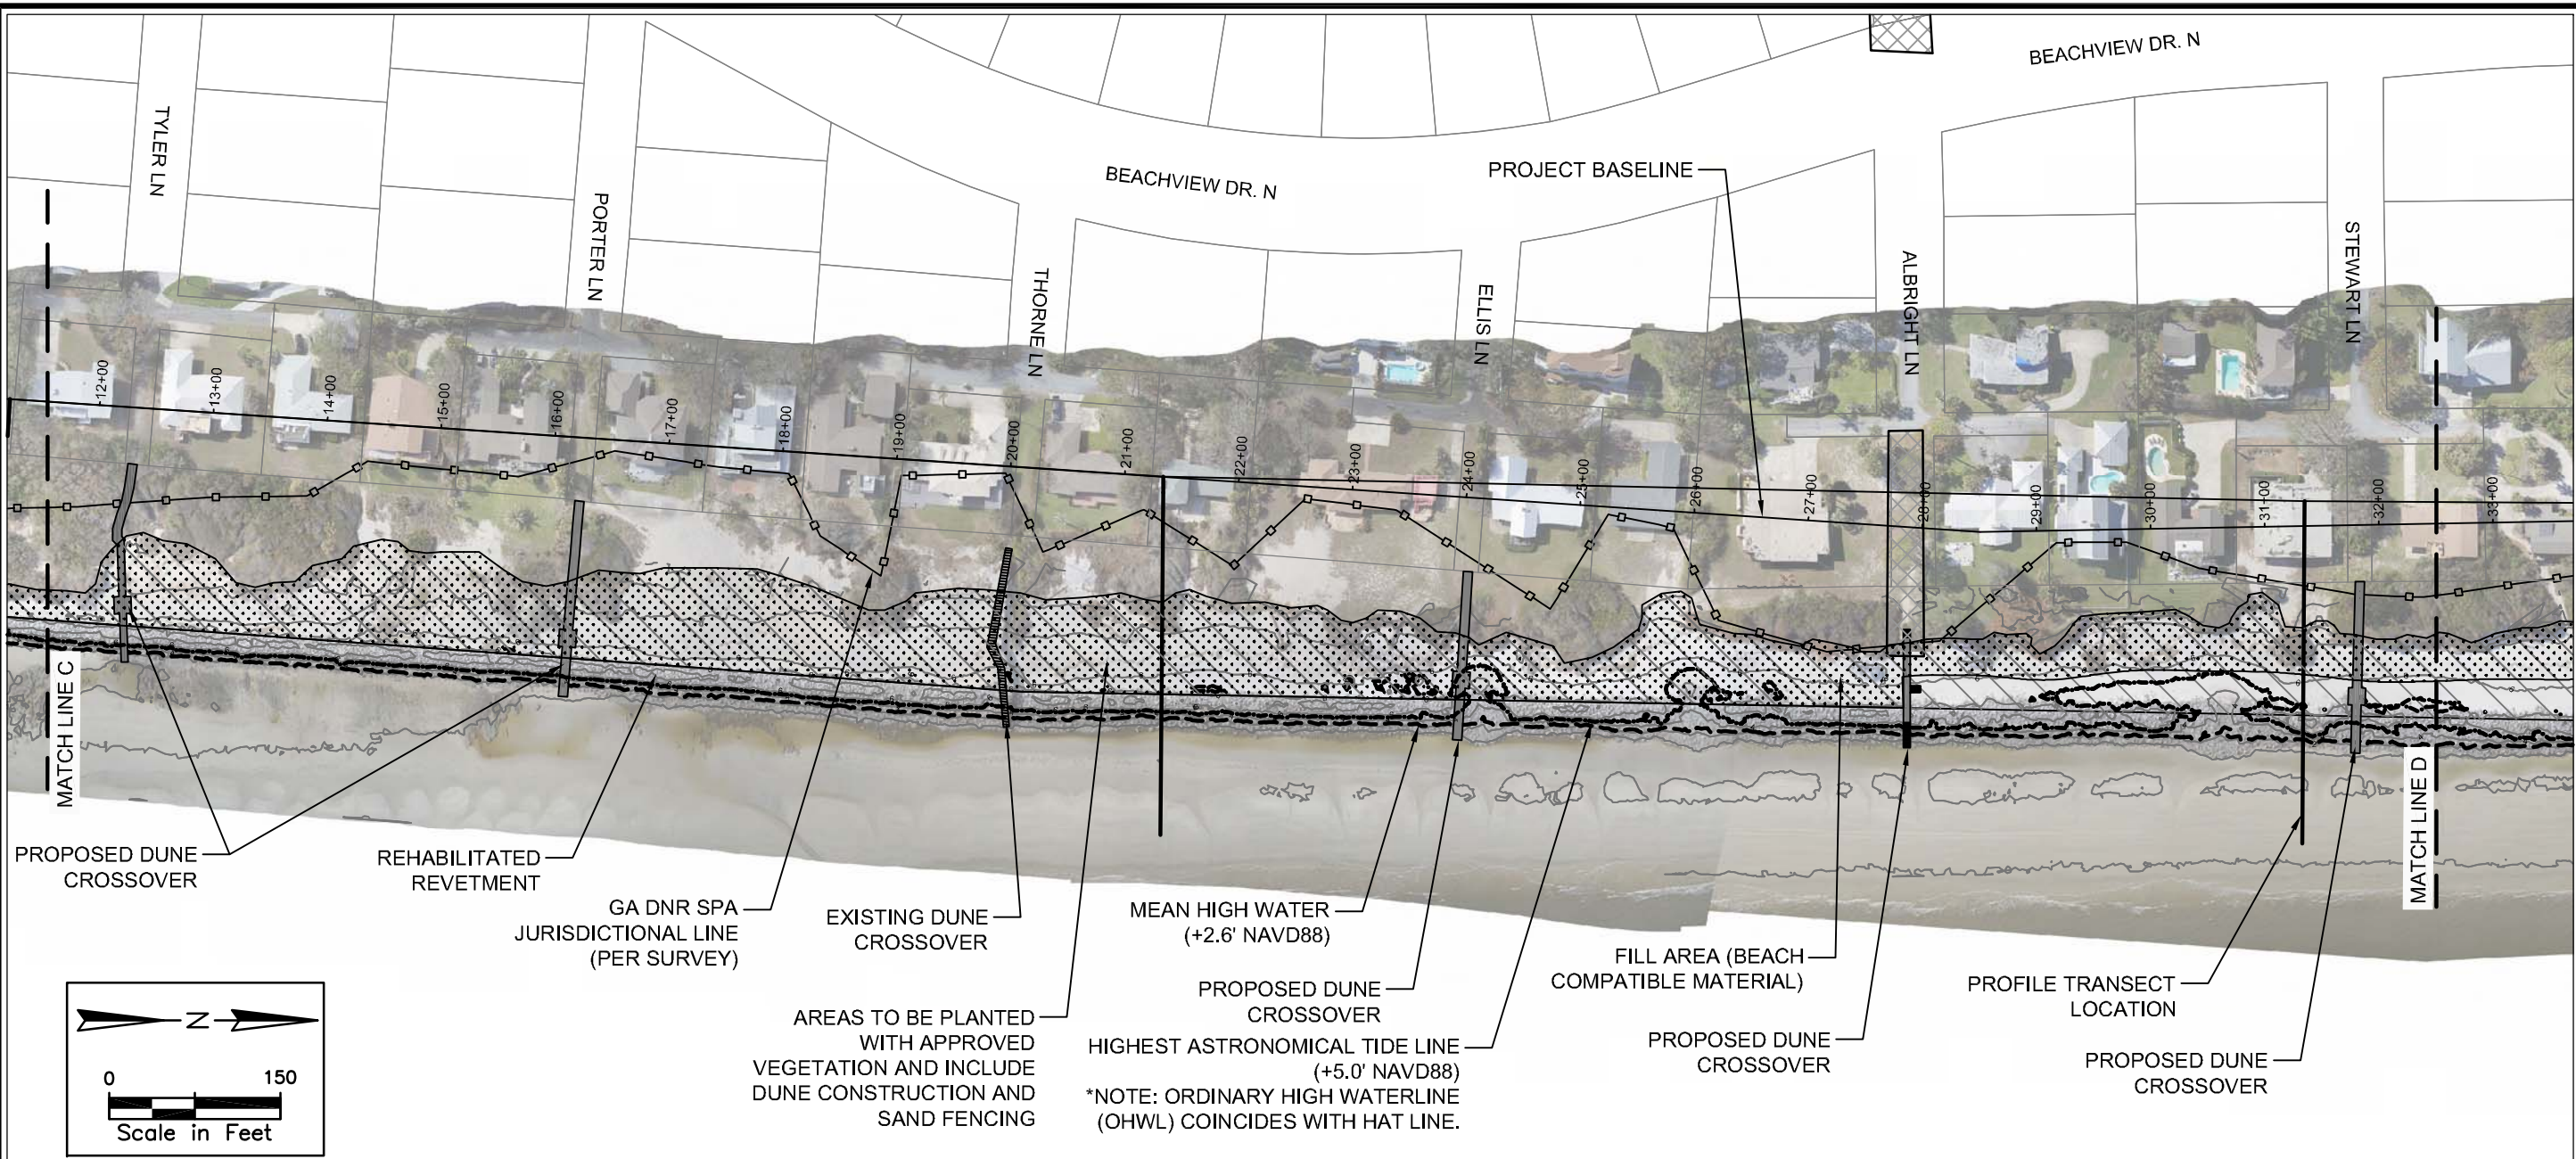 BEACHVIEW DR. N
TYLER LN
PORTER LN
BEACHVIEW DR. N
PROJECT BASELINE
THORNE LN
ELLIS LN
ALBRIGHT LN
STEWART LN
-12+00
-13+00
-14+00
-15+00
-16+00
-17+00
-18+00
-19+00
-20+00
-21+00
-22+00
-23+00
-24+00
-25+00
-26+00
-27+00
-28+00
-29+00
-30+00
-31+00
-32+00
-33+00
MATCH LINE C
MATCH LINE D
PROPOSED DUNE
CROSSOVER
REHABILITATED
REVETMENT
GA DNR SPA
JURISDICTIONAL LINE
(PER SURVEY)
EXISTING DUNE
CROSSOVER
AREAS TO BE PLANTED
WITH APPROVED
VEGETATION AND INCLUDE
DUNE CONSTRUCTION AND
SAND FENCING
MEAN HIGH WATER
(+2.6' NAVD88)
PROPOSED DUNE
CROSSOVER
HIGHEST ASTRONOMICAL TIDE LINE
(+5.0' NAVD88)
*NOTE: ORDINARY HIGH WATERLINE
(OHWL) COINCIDES WITH HAT LINE.
FILL AREA (BEACH
COMPATIBLE MATERIAL)
PROPOSED DUNE
CROSSOVER
PROFILE TRANSECT
LOCATION
PROPOSED DUNE
CROSSOVER
N
0 150
Scale in Feet